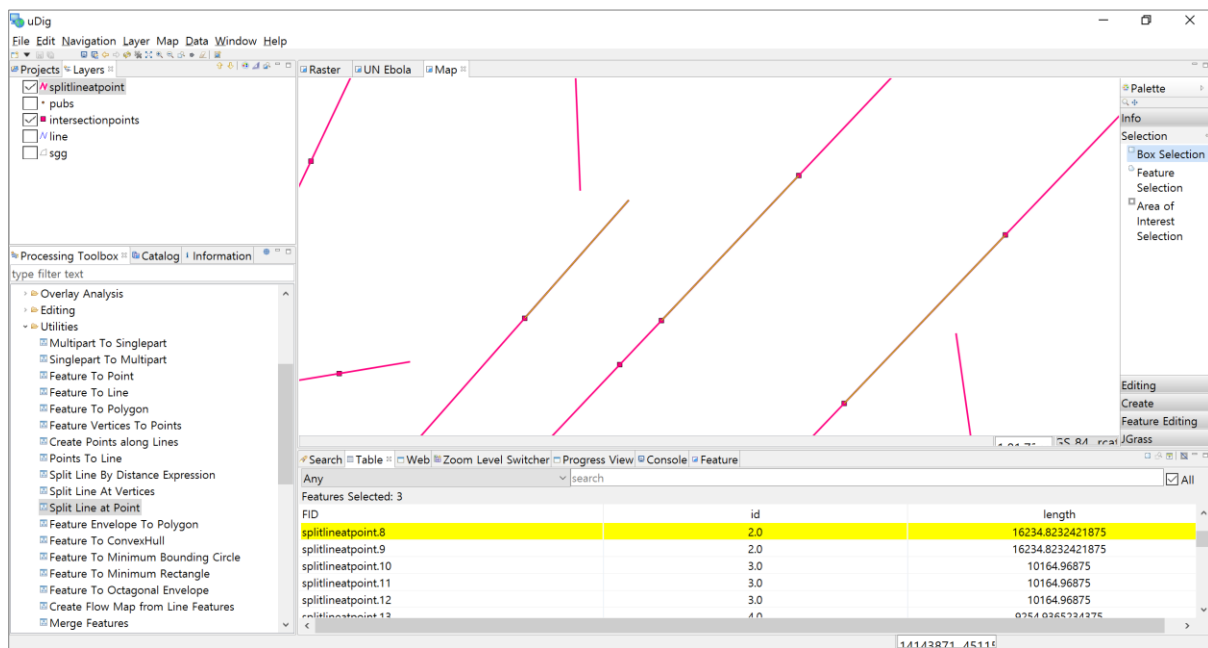 uDig
File Edit Navigation Layer Map Data Window Help
Projects Layers
splitlineatpoint
pubs
intersectionpoints
line
sgg
Raster UN Ebola Map
Palette
Info
Selection
Box Selection
Feature
Selection
Area of
Interest
Selection
Editing
Create
Feature Editing
JGrass
Processing Toolbox Catalog Information
type filter text
Overlay Analysis
Editing
Utilities
Multipart To Singlepart
Singlepart To Multipart
Feature To Point
Feature To Line
Feature To Polygon
Feature Vertices To Points
Create Points along Lines
Points To Line
Split Line By Distance Expression
Split Line At Vertices
Split Line at Point
Feature Envelope To Polygon
Feature To ConvexHull
Feature To Minimum Bounding Circle
Feature To Minimum Rectangle
Feature To Octagonal Envelope
Create Flow Map from Line Features
Merge Features
Search Table Web Zoom Level Switcher Progress View Console Feature
Any search All
Features Selected: 3
FID id length
splitlineatpoint.8 2.0 16234.8232421875
splitlineatpoint.9 2.0 16234.8232421875
splitlineatpoint.10 3.0 10164.96875
splitlineatpoint.11 3.0 10164.96875
splitlineatpoint.12 3.0 10164.96875
splitlineatpoint.13 4.0 9254.9365234375